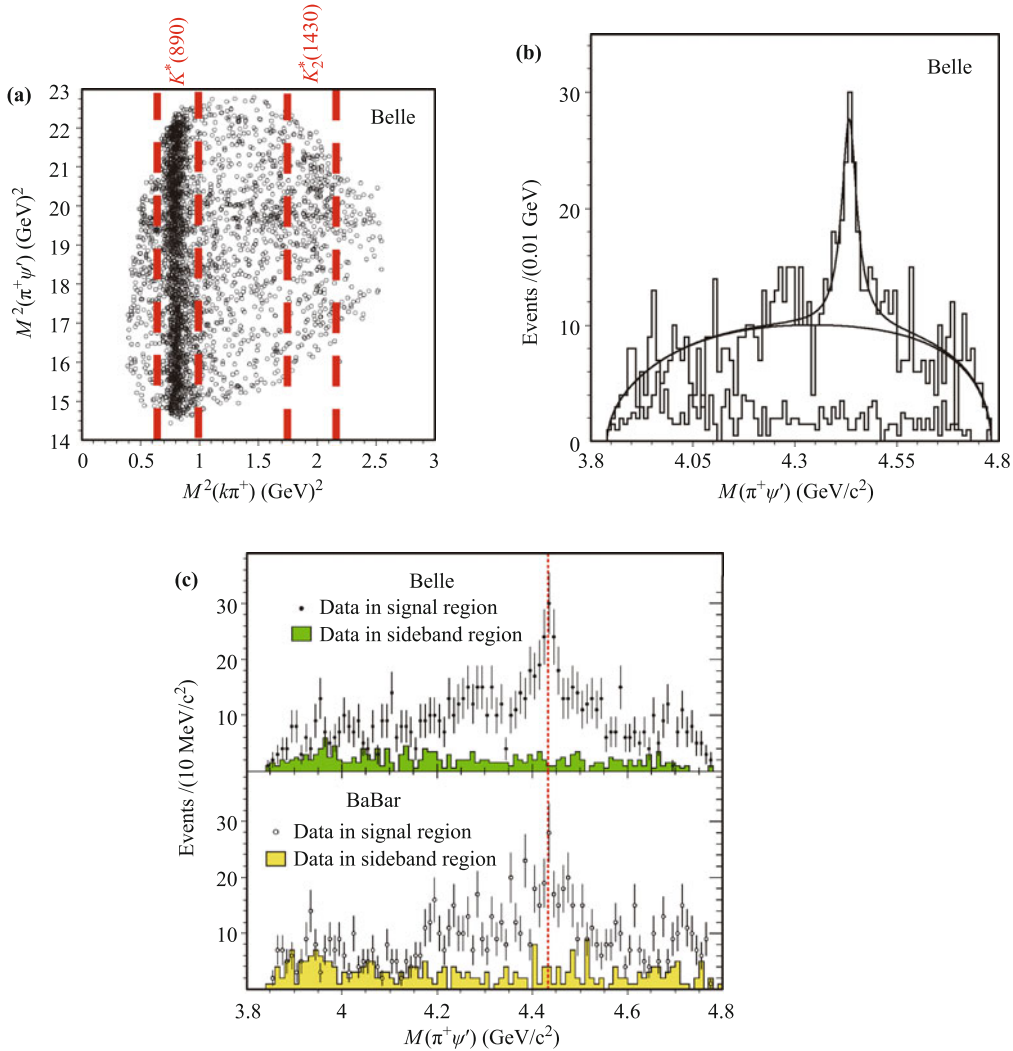 (a)
K*(890)
K*2(1430)
Belle
M²(π⁺ψ′) (GeV)²
23
22
21
20
19
18
17
16
15
14
0
0.5
1
1.5
2
2.5
3
M²(kπ⁺) (GeV)²
(b)
Belle
Events /(0.01 GeV)
30
20
10
0
3.8
4.05
4.3
4.55
4.8
M(π⁺ψ′) (GeV/c²)
(c)
Belle
Data in signal region
Data in sideband region
30
20
10
Events /(10 MeV/c²)
BaBar
Data in signal region
Data in sideband region
30
20
10
3.8
4
4.2
4.4
4.6
4.8
M(π⁺ψ′) (GeV/c²)